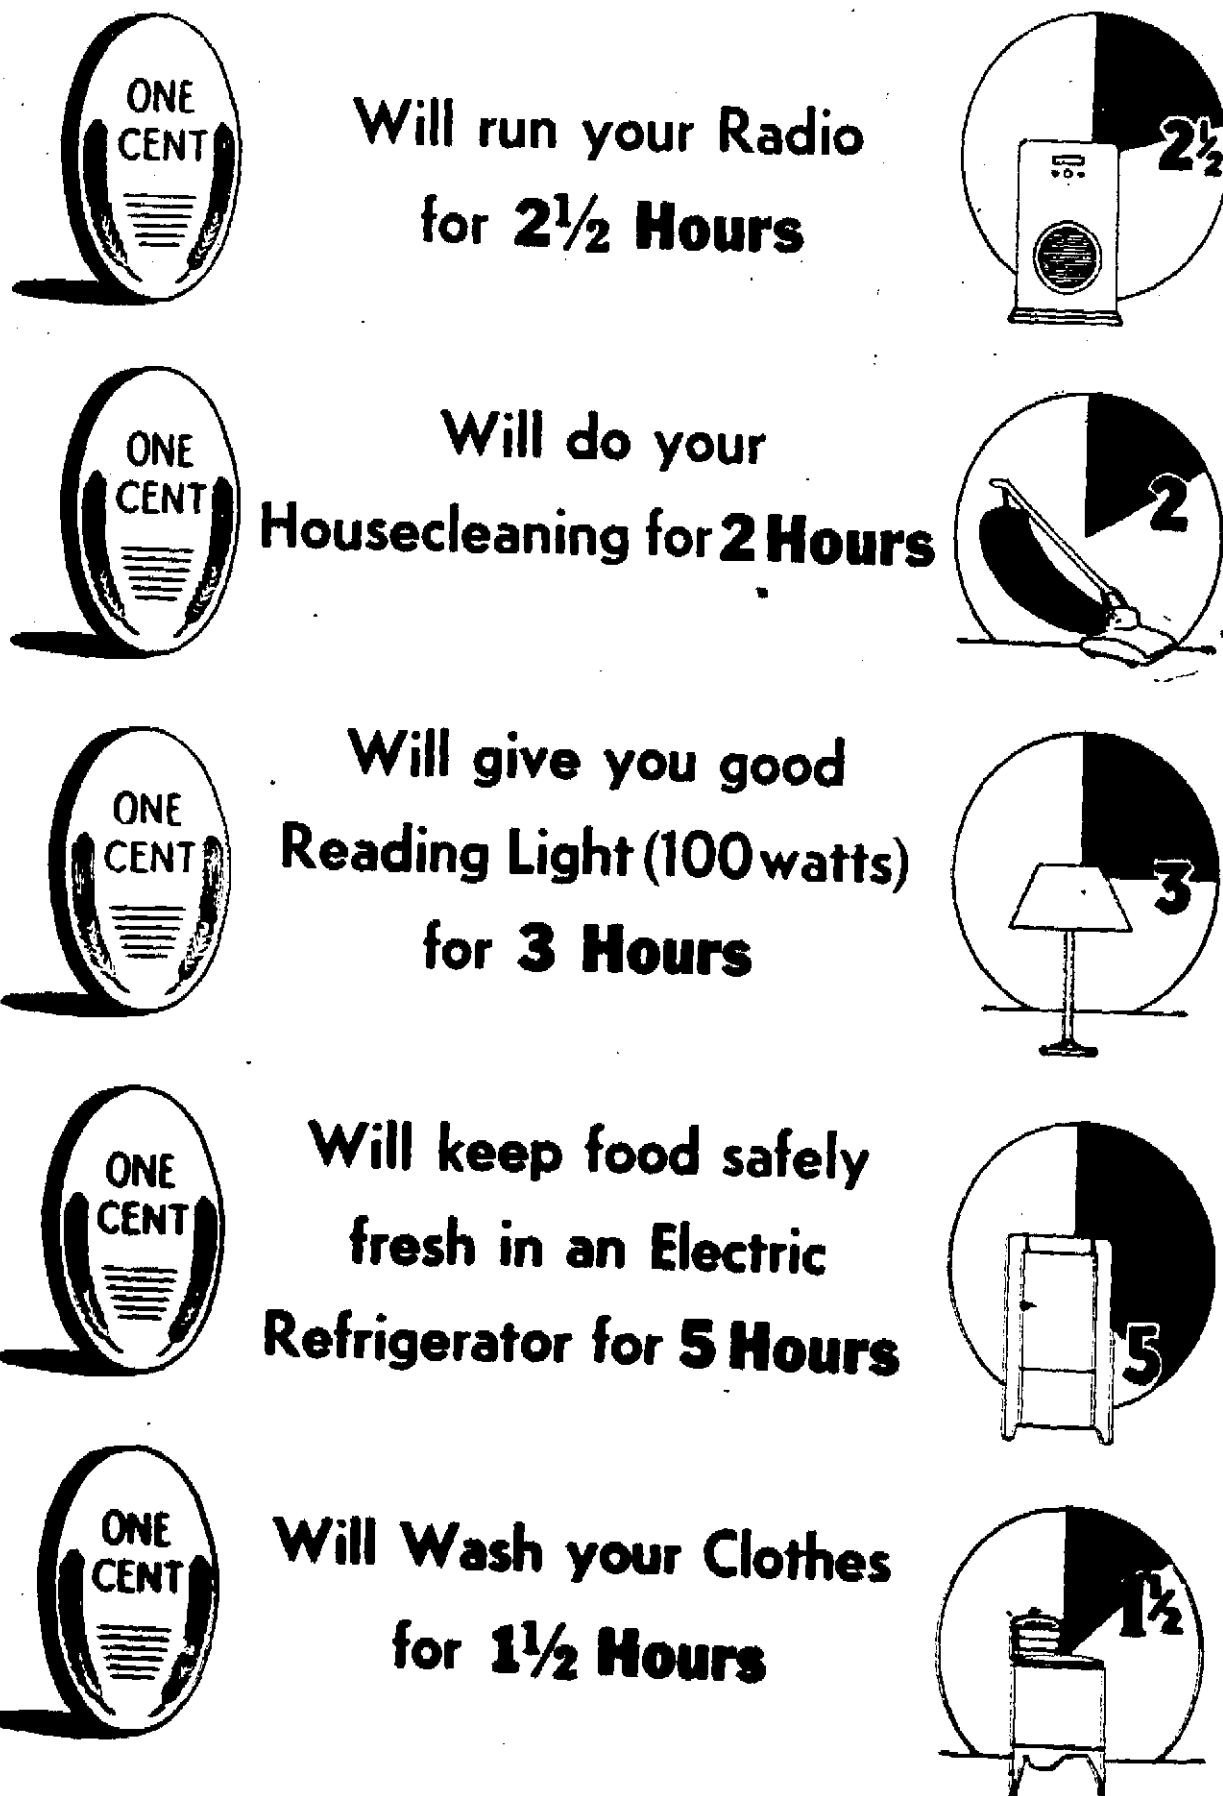 ONE
CENT
Will run your Radio
for 2½ Hours
2½
ONE
CENT
Will do your
Housecleaning for 2 Hours
2
ONE
CENT
Will give you good
Reading Light (100 watts)
for 3 Hours
3
ONE
CENT
Will keep food safely
fresh in an Electric
Refrigerator for 5 Hours
5
ONE
CENT
Will Wash your Clothes
for 1½ Hours
1½